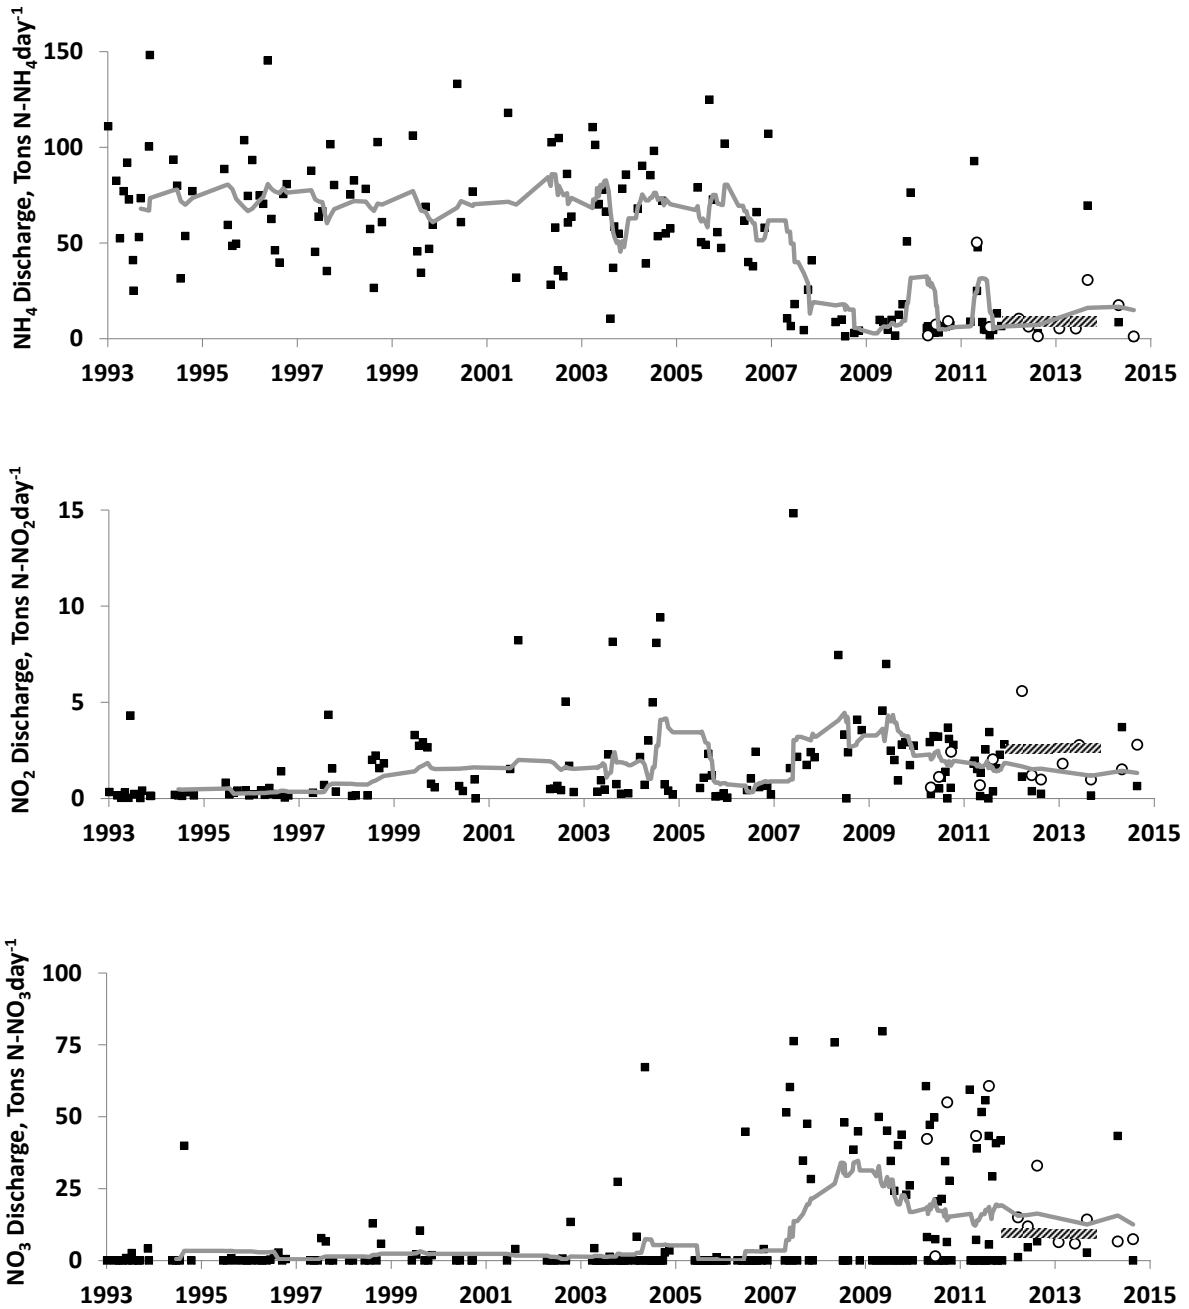 NH4 Discharge, Tons N-NH4day-1
150
100
50
0
1993 1995 1997 1999 2001 2003 2005 2007 2009 2011 2013 2015
NO2 Discharge, Tons N-NO2day-1
15
10
5
0
1993 1995 1997 1999 2001 2003 2005 2007 2009 2011 2013 2015
NO3 Discharge, Tons N-NO3day-1
100
75
50
25
0
1993 1995 1997 1999 2001 2003 2005 2007 2009 2011 2013 2015